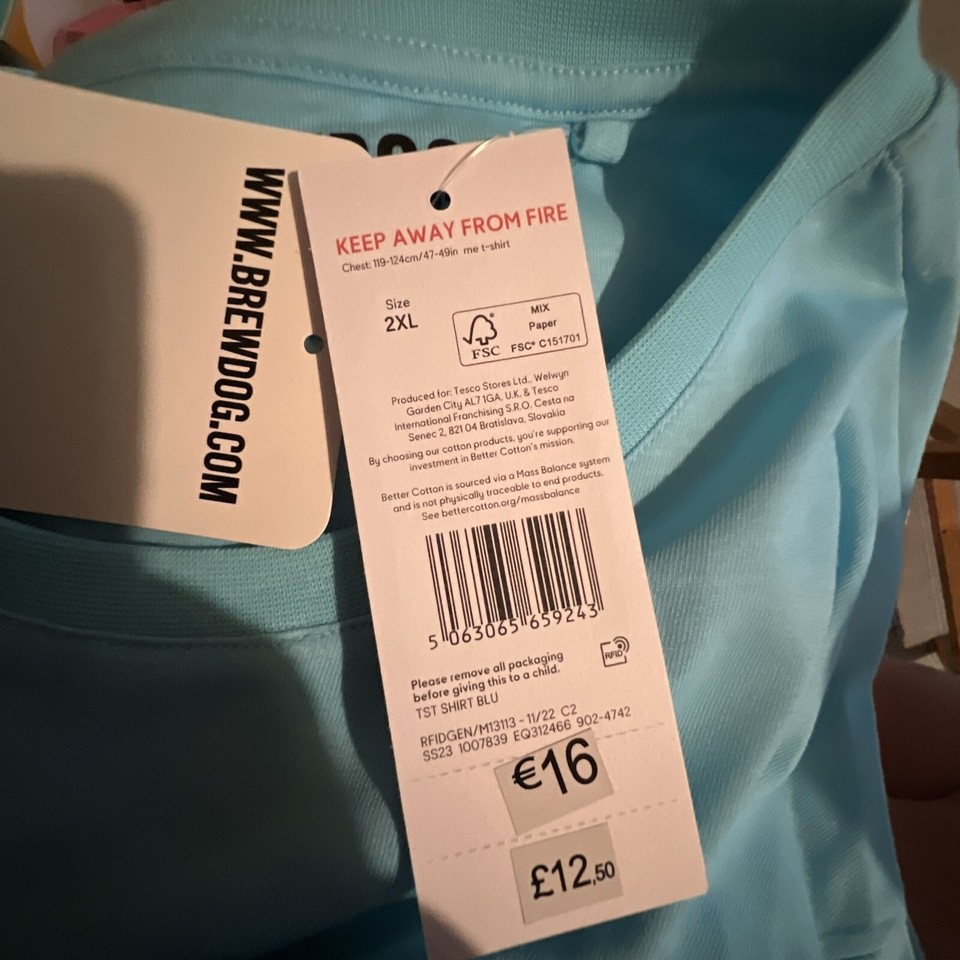 WWW.BREWDOG.COM
KEEP AWAY FROM FIRE
Chest: 119-124cm/47-49in me t-shirt
Size
2XL
FSC
MIX
Paper
FSC® C151701
Produced for: Tesco Stores Ltd., Welwyn
Garden City AL7 1GA, U.K. & Tesco
International Franchising S.R.O. Cesta na
Senec 2, 821 04 Bratislava, Slovakia
By choosing our cotton products, you're supporting our
investment in Better Cotton's mission.
Better Cotton is sourced via a Mass Balance system
and is not physically traceable to end products.
See bettercotton.org/massbalance
5 063065 659243
Please remove all packaging
before giving this to a child.
RFID
TST SHIRT BLU
RFIDGEN/M13113 - 11/22 C2
SS23 1007839 EQ312466 902-4742
€16
£12,50